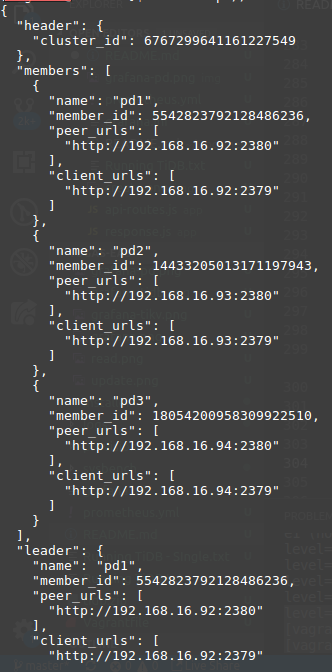 {
  "header": {
    "cluster_id": 6767299641161227549
  },
  "members": [
    {
      "name": "pd1",
      "member_id": 5542823792128486236,
      "peer_urls": [
        "http://192.168.16.92:2380"
      ],
      "client_urls": [
        "http://192.168.16.92:2379"
      ]
    },
    {
      "name": "pd2",
      "member_id": 14433205013171197943,
      "peer_urls": [
        "http://192.168.16.93:2380"
      ],
      "client_urls": [
        "http://192.168.16.93:2379"
      ]
    },
    {
      "name": "pd3",
      "member_id": 18054200958309922510,
      "peer_urls": [
        "http://192.168.16.94:2380"
      ],
      "client_urls": [
        "http://192.168.16.94:2379"
      ]
    }
  ],
  "leader": {
    "name": "pd1",
    "member_id": 5542823792128486236,
    "peer_urls": [
      "http://192.168.16.92:2380"
    ],
    "client_urls": [
      "http://192.168.16.92:2379"